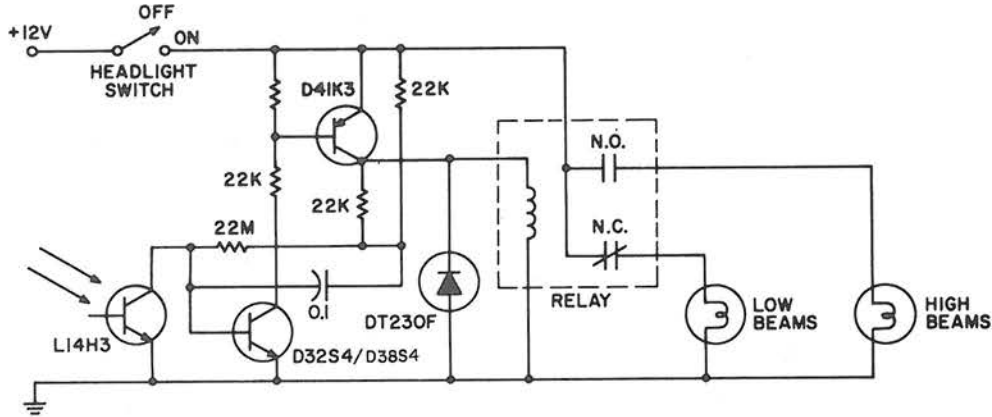 OFF
+12V
ON
HEADLIGHT
SWITCH
D41K3
22K
N.O.
22K
22K
N.C.
22M
0.1
DT230F
RELAY
LOW
BEAMS
HIGH
BEAMS
L14H3
D32S4/D38S4